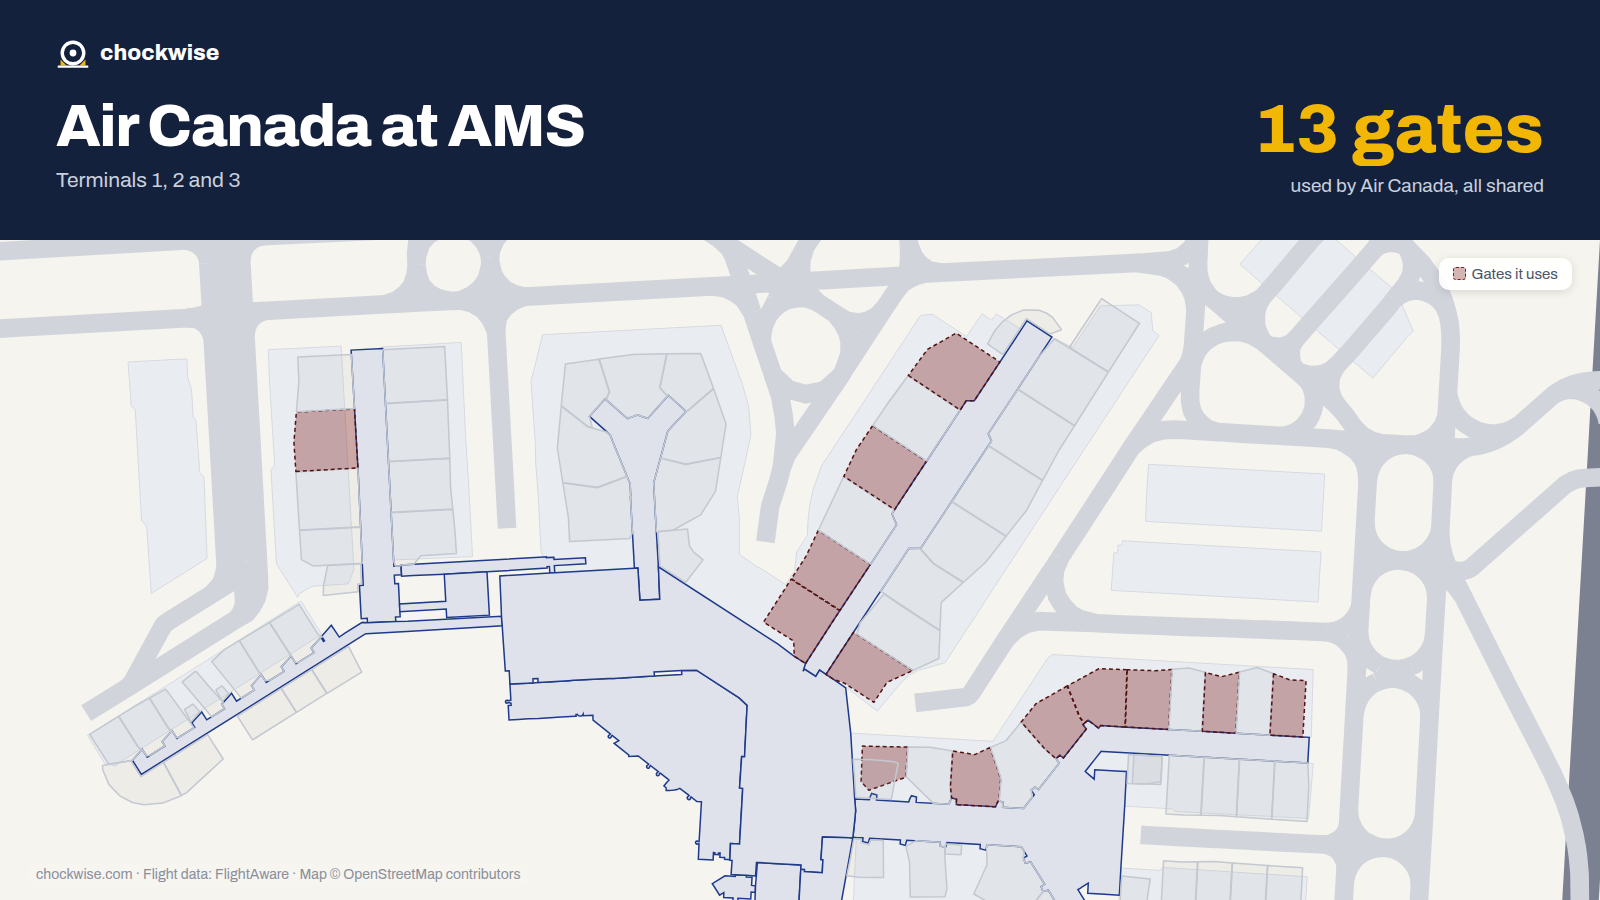 chockwise
Air Canada at AMS
Terminals 1, 2 and 3
13 gates
used by Air Canada, all shared
Gates it uses
chockwise.com · Flight data: FlightAware · Map © OpenStreetMap contributors